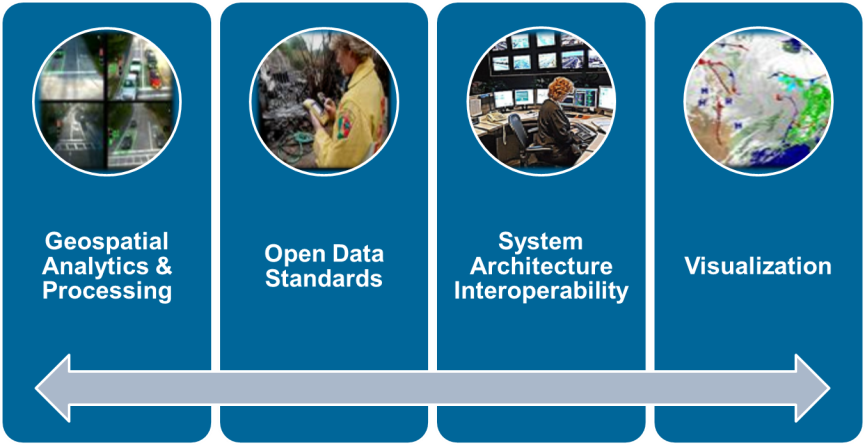 Geospatial
Analytics &
Processing
Open Data
Standards
System
Architecture
Interoperability
Visualization